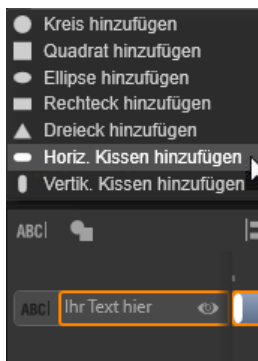 Kreis hinzufügen
Quadrat hinzufügen
Ellipse hinzufügen
Rechteck hinzufügen
Dreieck hinzufügen
Horiz. Kissen hinzufügen
Vertik. Kissen hinzufügen
ABC
ABC Ihr Text hier